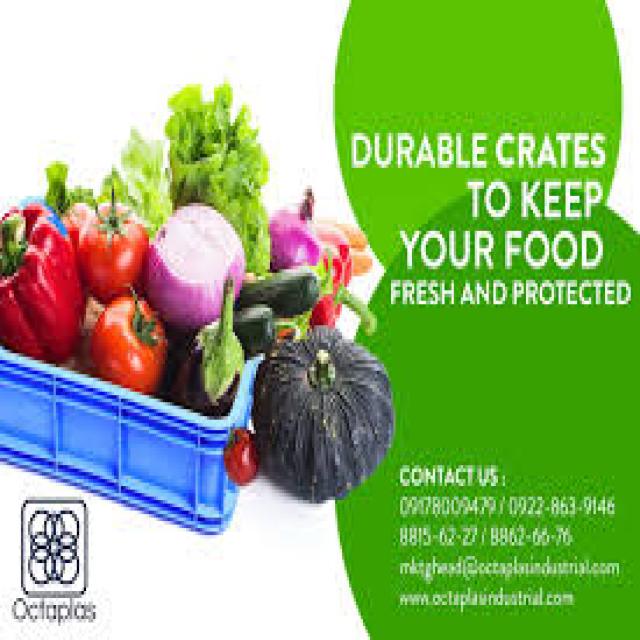 DURABLE CRATES
TO KEEP
YOUR FOOD
FRESH AND PROTECTED
CONTACT US :
09178009479 / 0922-863-9146
8815-62-27 / 8862-66-76
mktghead@octaplasindustrial.com
www.octaplasindustrial.com
Octaplas